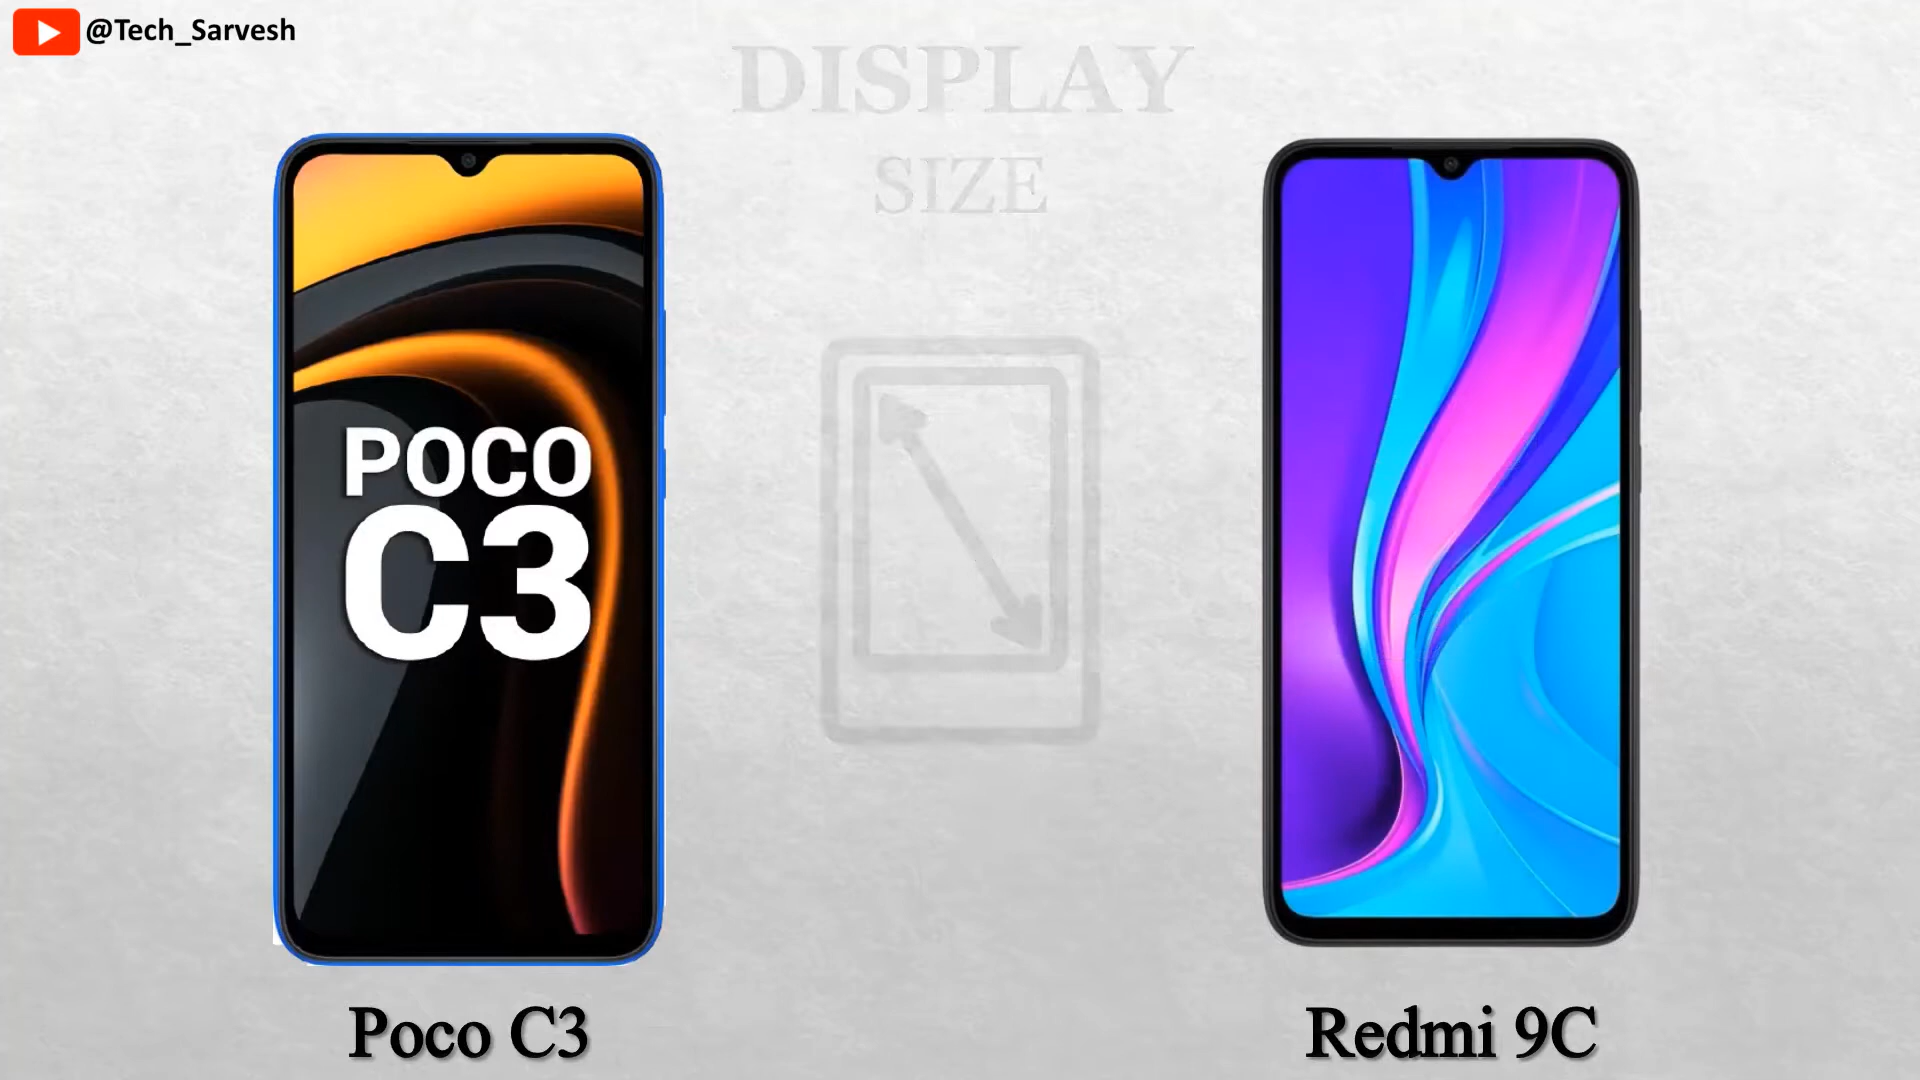 @Tech_Sarvesh
DISPLAY
SIZE
POCO
C3
Poco C3
Redmi 9C